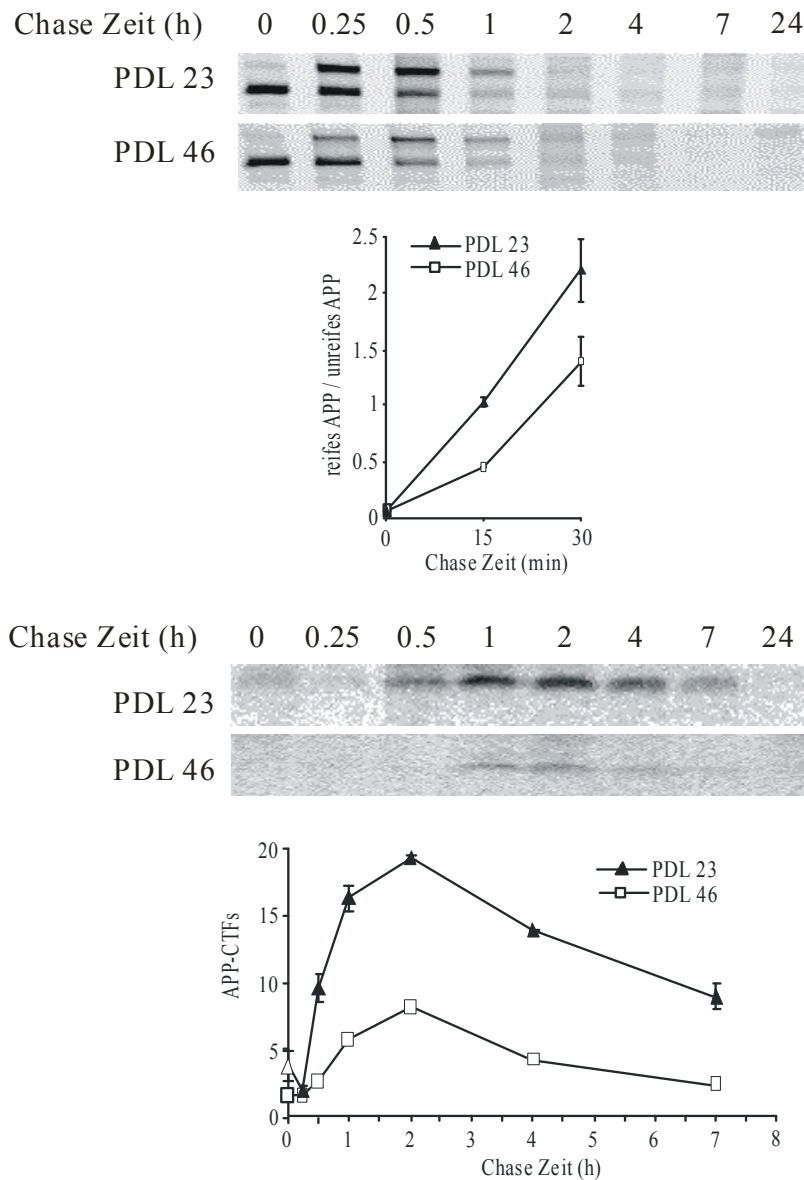 Chase Zeit (h) 0 0.25 0.5 1 2 4 7 24
PDL 23
PDL 46
2.5
2
1.5
1
0.5
0
reifes APP / unreifes APP
PDL 23
PDL 46
0 15 30
Chase Zeit (min)
Chase Zeit (h) 0 0.25 0.5 1 2 4 7 24
PDL 23
PDL 46
20
15
10
5
0
APP-CTFs
PDL 23
PDL 46
0 1 2 3 4 5 6 7 8
Chase Zeit (h)